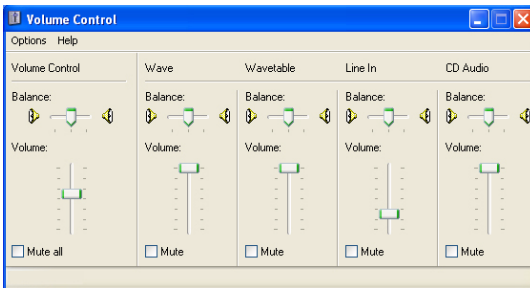 Volume Control
Options Help
Volume Control Wave Wavetable Line In CD Audio
Balance: Balance: Balance: Balance: Balance:
Volume: Volume: Volume: Volume: Volume:
Mute all Mute Mute Mute Mute